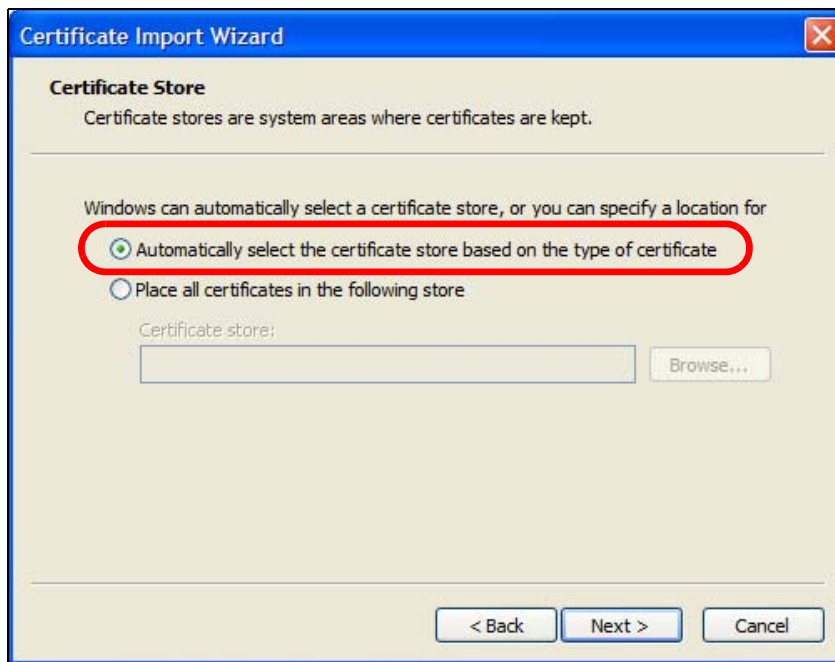 Certificate Import Wizard
Certificate Store
Certificate stores are system areas where certificates are kept.
Windows can automatically select a certificate store, or you can specify a location for
Automatically select the certificate store based on the type of certificate
Place all certificates in the following store
Certificate store:
Browse...
< Back Next > Cancel